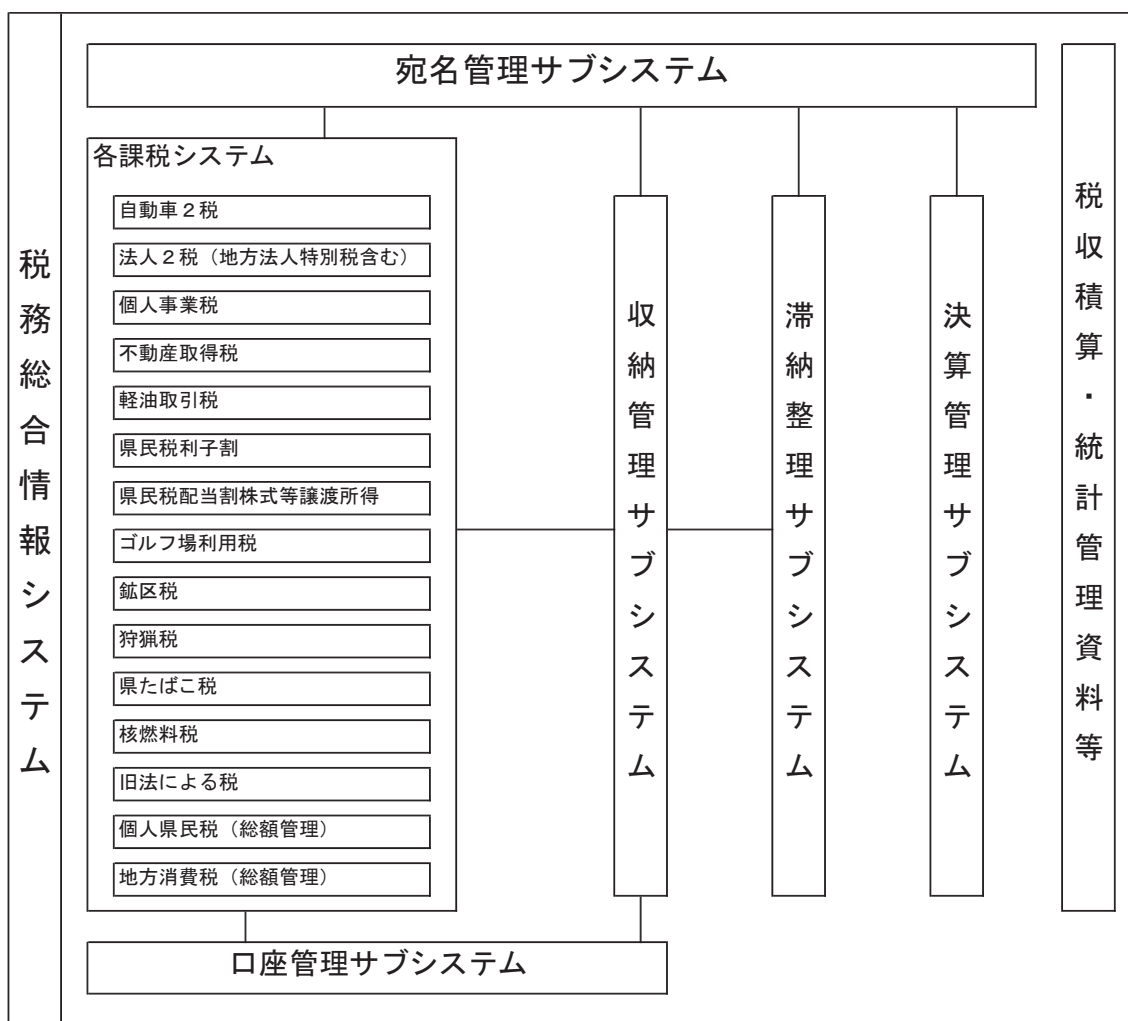 税務総合情報システム
宛名管理サブシステム
各課税システム
自動車２税
法人２税（地方法人特別税含む）
個人事業税
不動産取得税
軽油取引税
県民税利子割
県民税配当割株式等譲渡所得
ゴルフ場利用税
鉱区税
狩猟税
県たばこ税
核燃料税
旧法による税
個人県民税（総額管理）
地方消費税（総額管理）
収納管理サブシステム
滞納整理サブシステム
決算管理サブシステム
税収積算・統計管理資料等
口座管理サブシステム